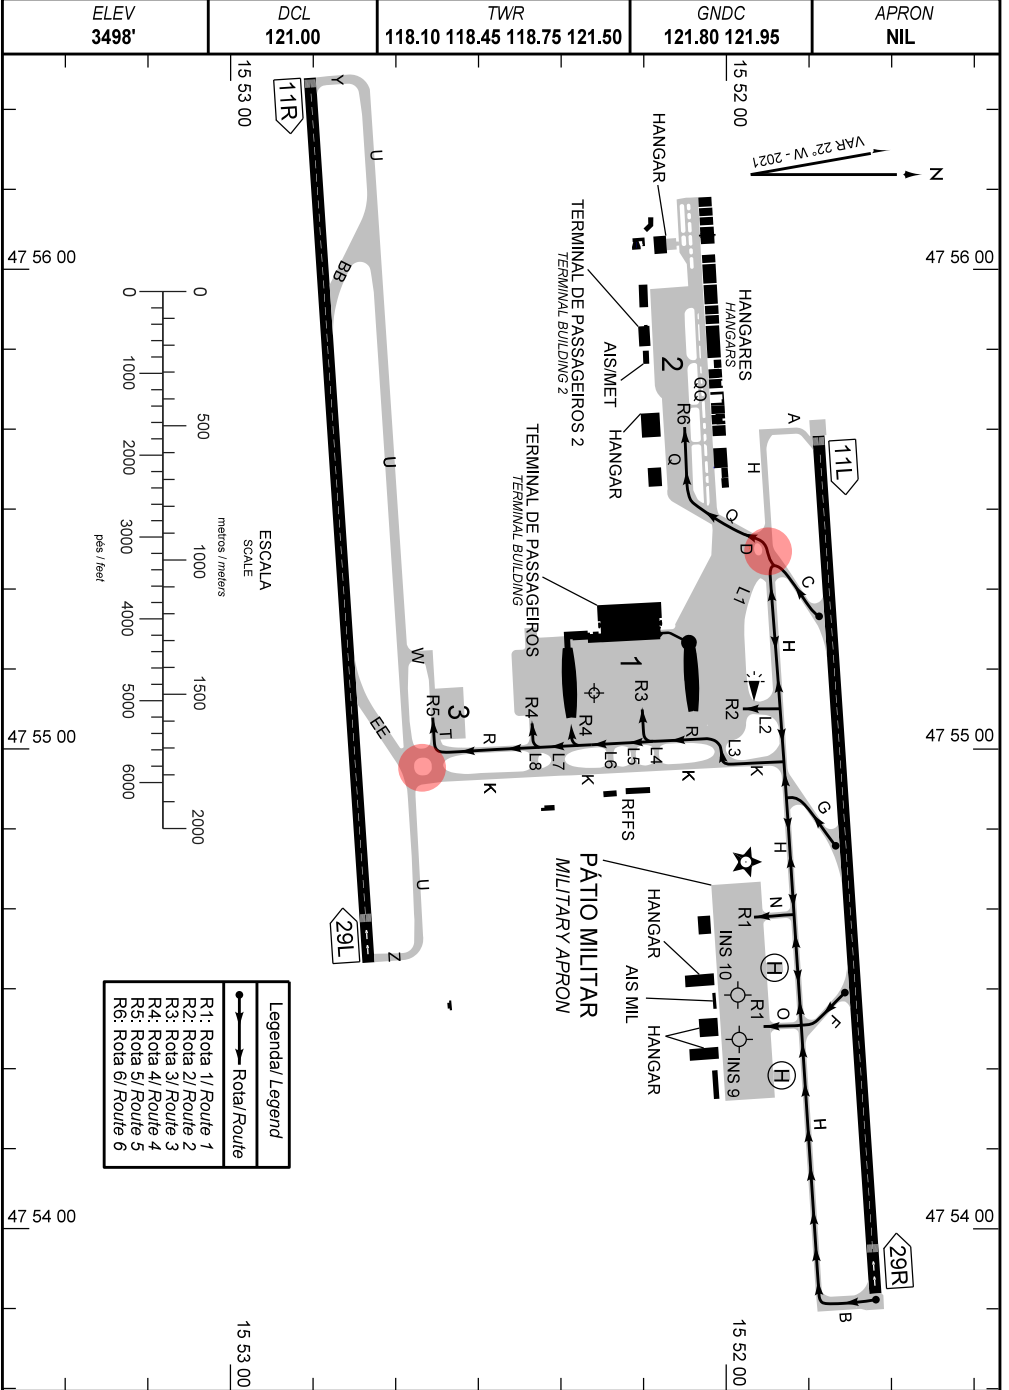 ELEV
3498'
DCL
121.00
TWR
118.10 118.45 118.75 121.50
GNDC
121.80 121.95
APRON
NIL
15 53 00
15 52 00
47 56 00
47 56 00
47 55 00
47 55 00
47 54 00
47 54 00
15 53 00
15 52 00
VAR 22° W - 2021
N
11R
29L
11L
29R
Y
U
BB
U
W
EE
U
Z
HANGAR
TERMINAL DE PASSAGEIROS 2
TERMINAL BUILDING 2
AIS/MET
HANGAR
HANGARES
HANGARS
2
QQ
R6
Q
Q
D
A
H
C
L1
H
TERMINAL DE PASSAGEIROS
TERMINAL BUILDING
1
R3
R2
L2
L3
K
R4
R4
R5
3
T
R
R
L8
L7
L6
L5
L4
K
K
K
G
H
RFFS
PÁTIO MILITAR
MILITARY APRON
HANGAR
AIS MIL
HANGAR
N
R1
INS 10
H
R1
O
F
INS 9
H
H
B
ESCALA
SCALE
metros / meters
0
500
1000
1500
2000
0
1000
2000
3000
4000
5000
6000
pés / feet
Legenda/ Legend
Rota/Route
R1: Rota 1/ Route 1
R2: Rota 2/ Route 2
R3: Rota 3/ Route 3
R4: Rota 4/ Route 4
R5: Rota 5/ Route 5
R6: Rota 6/ Route 6